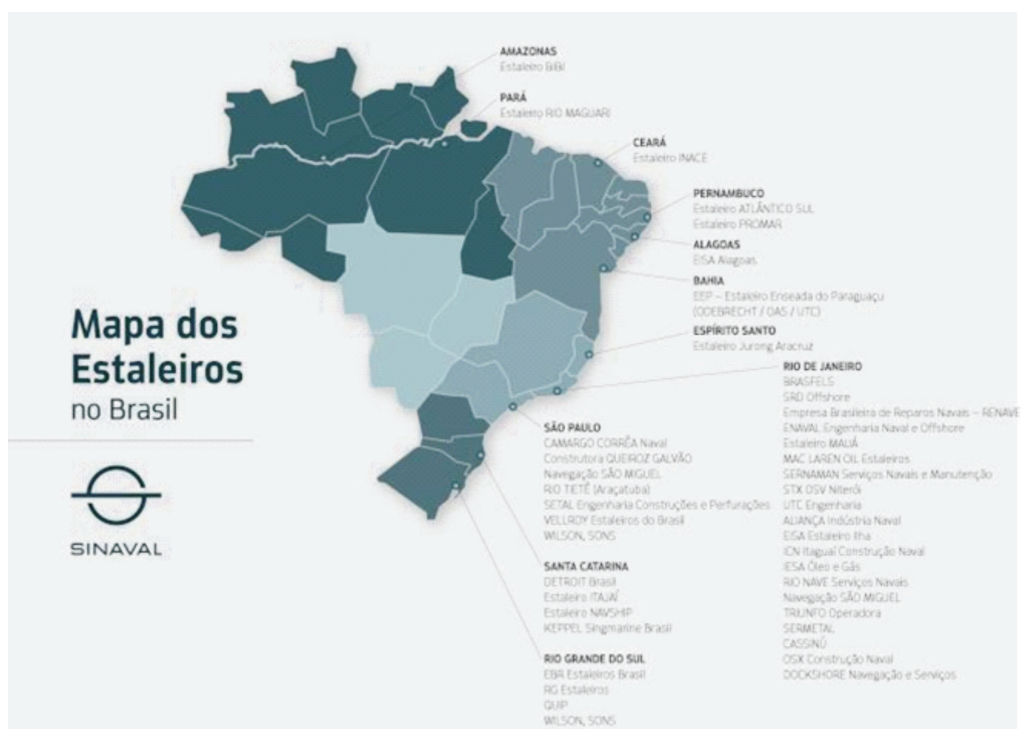 AMAZONAS
Estaleiro BIBI
PARÁ
Estaleiro RIO MAGUARI
CEARÁ
Estaleiro INACE
PERNAMBUCO
Estaleiro ATLÂNTICO SUL
Estaleiro PROMAR
ALAGOAS
EISA Alagoas
BAHIA
EEP – Estaleiro Enseada do Paraguaçu
(ODEBRECHT / OAS / UTC)
ESPÍRITO SANTO
Estaleiro Jurong Aracruz
Mapa dos
Estaleiros
no Brasil
SINAVAL
RIO DE JANEIRO
BRASFELS
SRD Offshore
Empresa Brasileira de Reparos Navais – RENAVE
ENAVAL Engenharia Naval e Offshore
Estaleiro MAUÁ
MAC LAREN OIL Estaleiros
SERNAMAN Serviços Navais e Manutenção
STX OSV Niterói
UTC Engenharia
ALIANÇA Indústria Naval
EISA Estaleiro Ilha
ICN Itaguaí Construção Naval
IESA Óleo e Gás
RIO NAVE Serviços Navais
Navegação SÃO MIGUEL
TRIUNFO Operadora
SERMETAL
CASSINÚ
OSX Construção Naval
DOCKSHORE Navegação e Serviços
SÃO PAULO
CAMARGO CORRÊA Naval
Construtora QUEIROZ GALVÃO
Navegação SÃO MIGUEL
RIO TIETÊ (Araçatuba)
SETAL Engenharia Construções e Perfurações
VELLROY Estaleiros do Brasil
WILSON, SONS
SANTA CATARINA
DETROIT Brasil
Estaleiro ITAJAÍ
Estaleiro NAVSHIP
KEPPEL Singmarine Brasil
RIO GRANDE DO SUL
EBR Estaleiros Brasil
RG Estaleiros
QUIP
WILSON, SONS